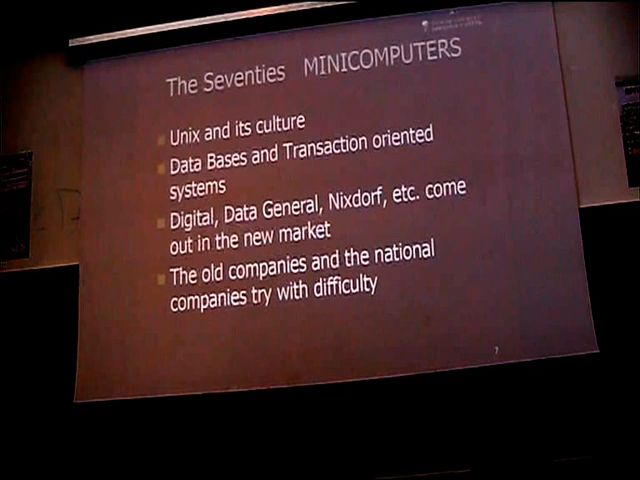 The Seventies MINICOMPUTERS
Unix and its culture
Data Bases and Transaction oriented
systems
Digital, Data General, Nixdorf, etc. come
out in the new market
The old companies and the national
companies try with difficulty
7